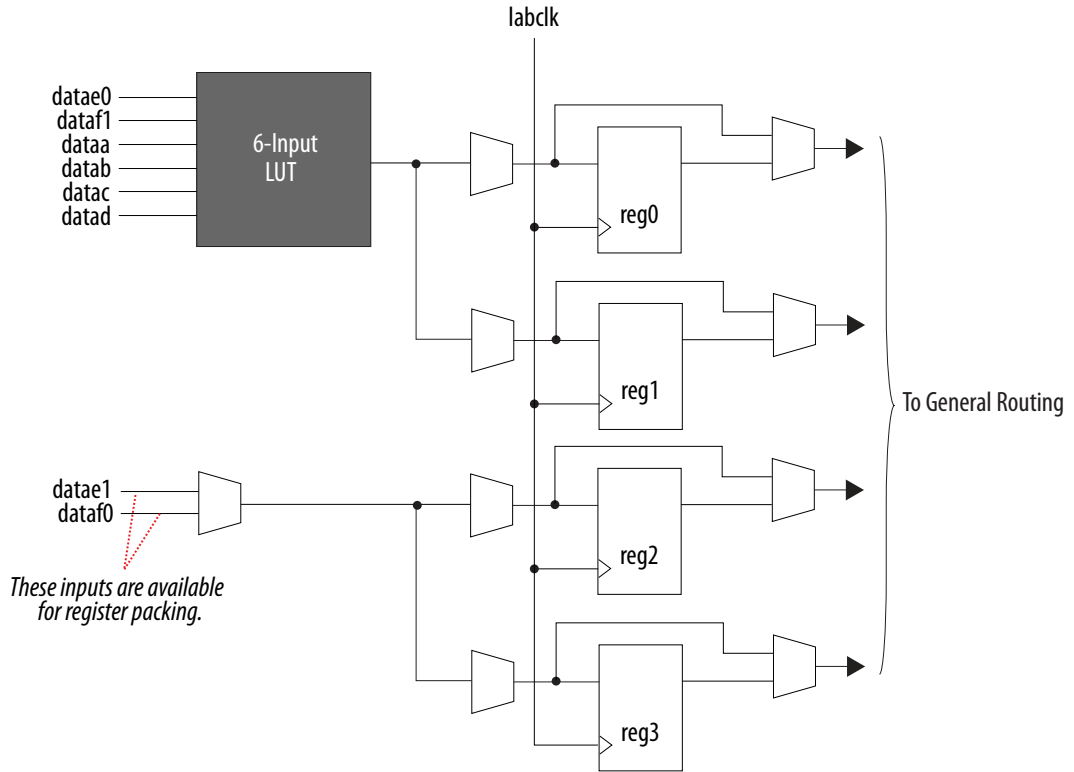 labclk
datae0
dataf1
dataa
datab
datac
datad
6-Input
LUT
reg0
reg1
To General Routing
datae1
dataf0
These inputs are available
for register packing.
reg2
reg3